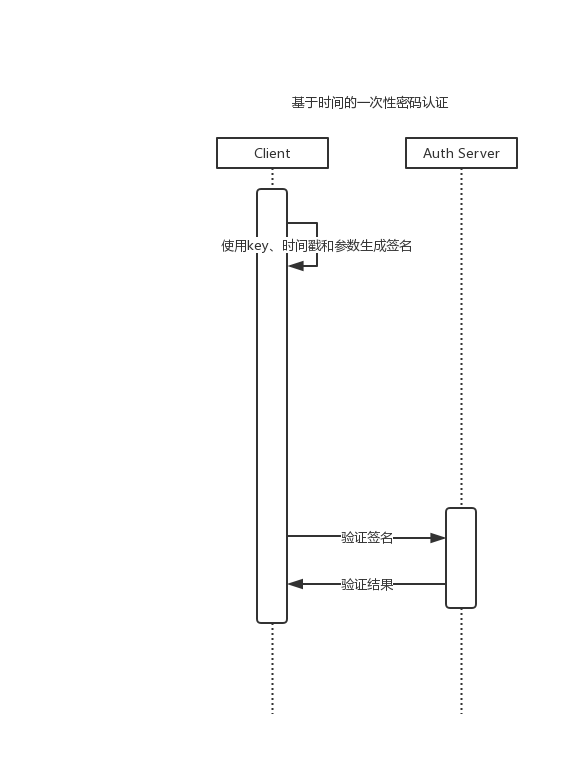 基于时间的一次性密码认证
Client
Auth Server
使用key、时间戳和参数生成签名
验证签名
验证结果